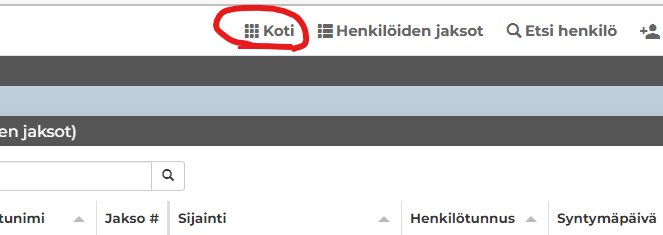 Koti Henkilöiden jaksot Etsi henkilö
en jaksot)
tunimi Jakso # Sijainti Henkilötunnus Syntymäpäivä